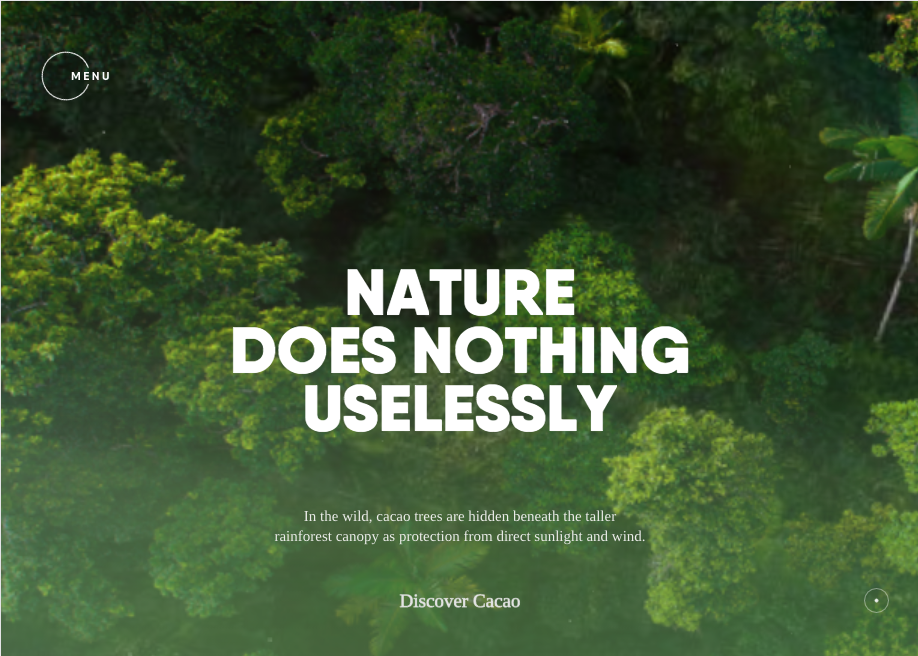 MENU
NATURE
DOES NOTHING
USELESSLY
In the wild, cacao trees are hidden beneath the taller
rainforest canopy as protection from direct sunlight and wind.
Discover Cacao